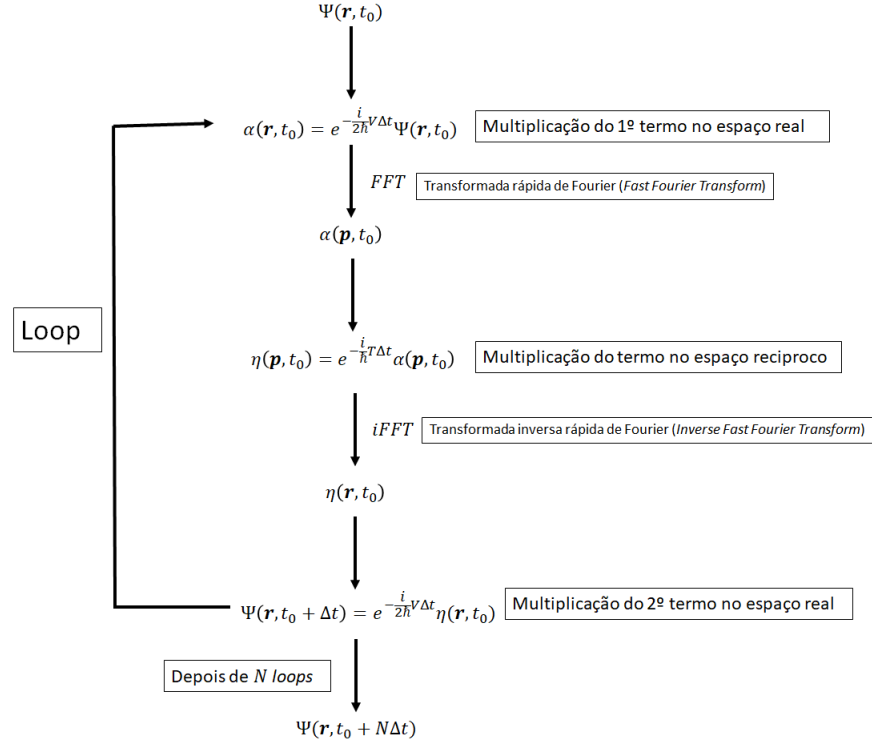 Ψ(r, t₀)
α(r, t₀) = e^{-\frac{i}{2ħ}VΔt}Ψ(r, t₀)
Multiplicação do 1º termo no espaço real
FFT
Transformada rápida de Fourier (Fast Fourier Transform)
α(p, t₀)
Loop
η(p, t₀) = e^{-\frac{i}{ħ}TΔt}α(p, t₀)
Multiplicação do termo no espaço reciproco
iFFT
Transformada inversa rápida de Fourier (Inverse Fast Fourier Transform)
η(r, t₀)
Ψ(r, t₀ + Δt) = e^{-\frac{i}{2ħ}VΔt}η(r, t₀)
Multiplicação do 2º termo no espaço real
Depois de N loops
Ψ(r, t₀ + NΔt)